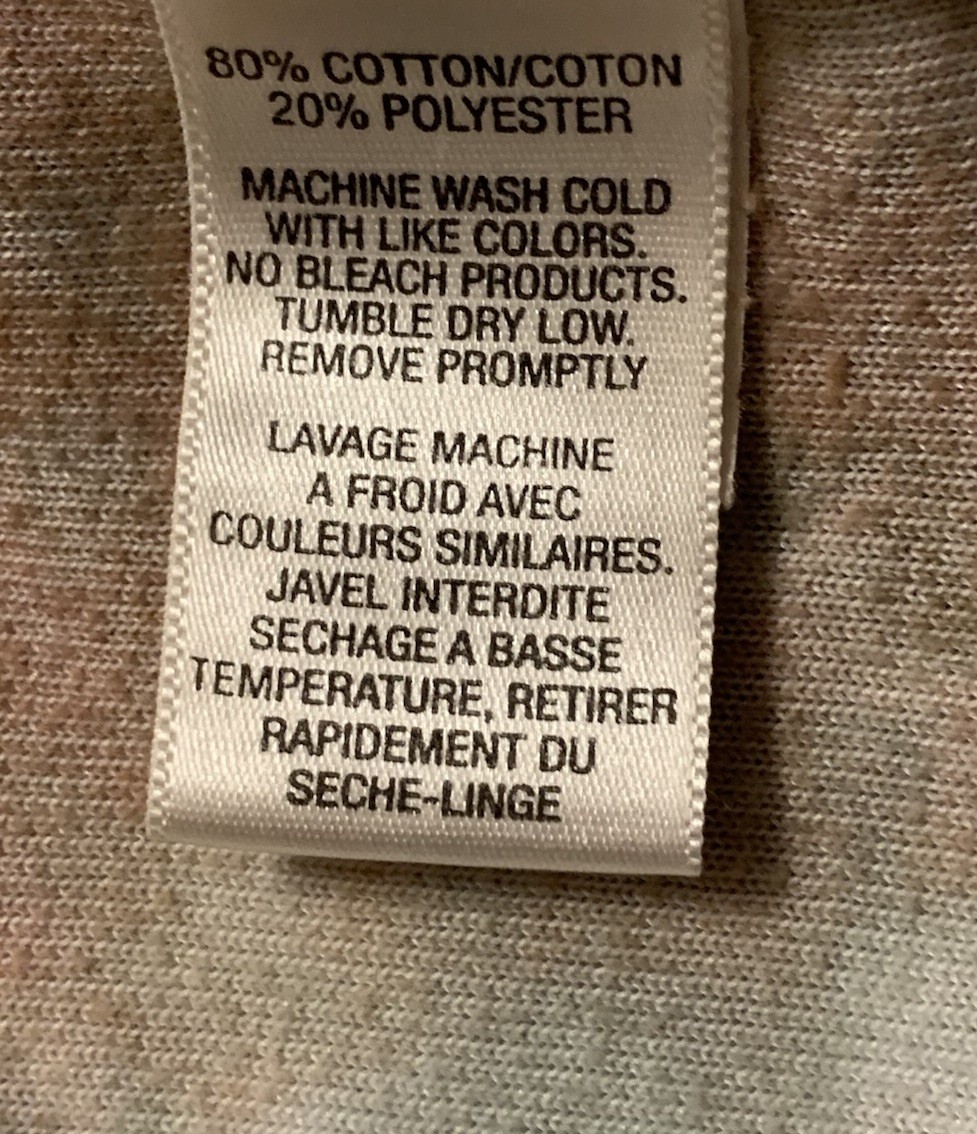 80% COTTON/COTON
20% POLYESTER
MACHINE WASH COLD
WITH LIKE COLORS.
NO BLEACH PRODUCTS.
TUMBLE DRY LOW.
REMOVE PROMPTLY
LAVAGE MACHINE
A FROID AVEC
COULEURS SIMILAIRES.
JAVEL INTERDITE
SECHAGE A BASSE
TEMPERATURE, RETIRER
RAPIDEMENT DU
SECHE-LINGE